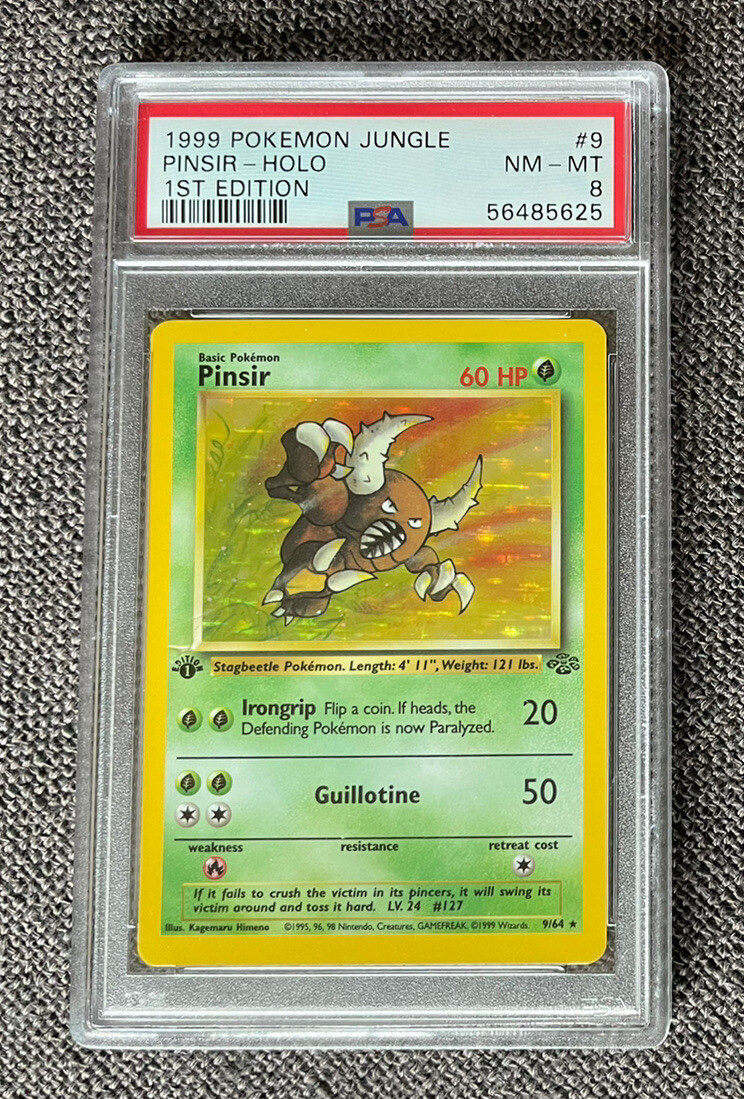 1999 POKEMON JUNGLE #9
PINSIR - HOLO NM - MT
1ST EDITION 8
PSA 56485625
Basic Pokémon
Pinsir 60 HP
EDITION
1
Stagbeetle Pokémon. Length: 4' 11", Weight: 121 lbs.
Irongrip Flip a coin. If heads, the 20
Defending Pokémon is now Paralyzed.
Guillotine 50
weakness resistance retreat cost
If it fails to crush the victim in its pincers, it will swing its
victim around and toss it hard. LV. 24 #127
Illus. Kagemaru Himeno ©1995, 96, 98 Nintendo, Creatures, GAMEFREAK. ©1999 Wizards. 9/64 ★
PSA